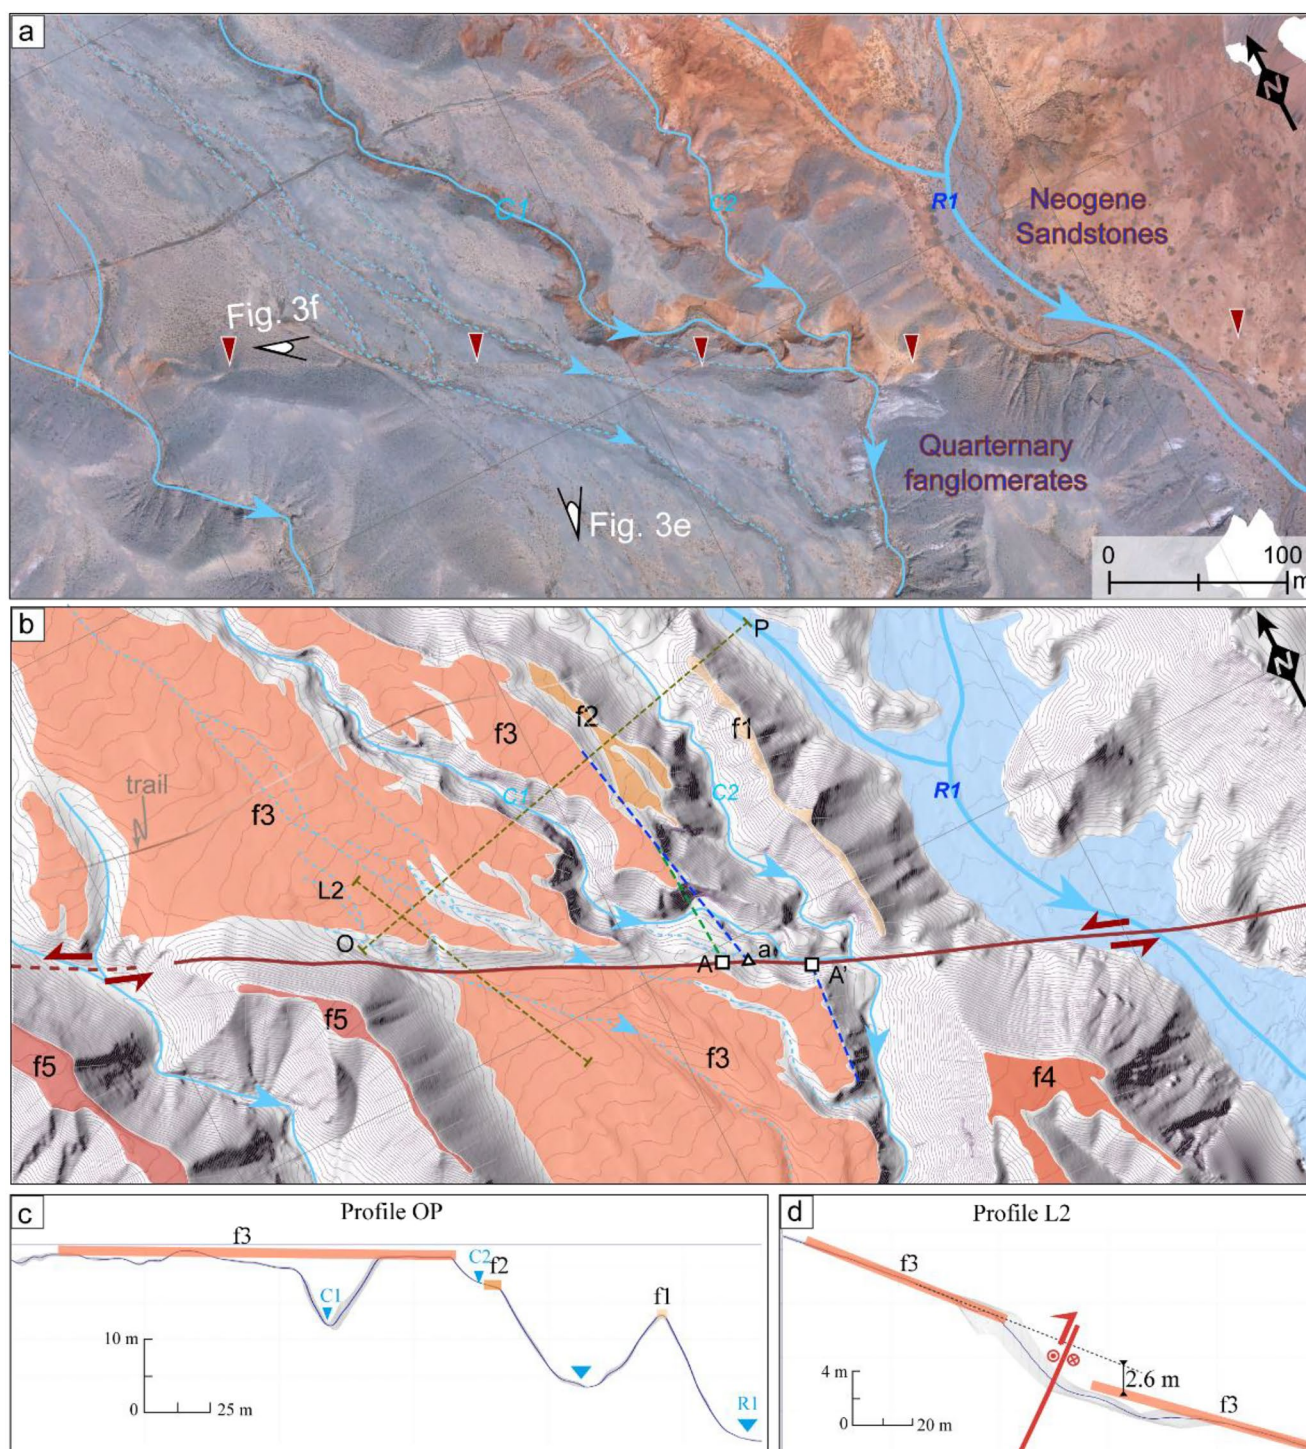 a
N
C1
C2
R1
Neogene
Sandstones
Fig. 3f
Quarternary
fanglomerates
Fig. 3e
0 100
m
b
N
P
f2
f1
f3
trail
f3
C1
C2
R1
L2
O
A
a
A'
f5
f5
f3
f4
c
Profile OP
f3
C2
f2
C1
f1
10 m
0
25 m
R1
d
Profile L2
f3
4 m
2.6 m
f3
0
20 m